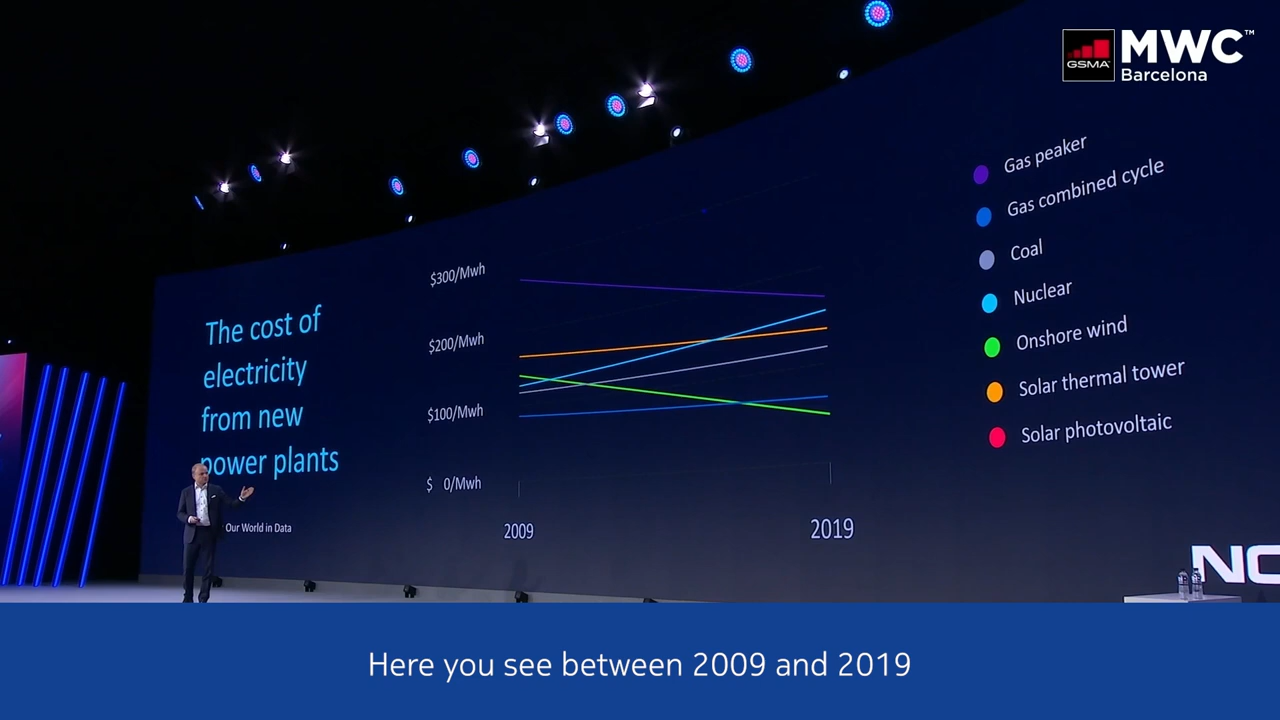 GSMA
MWC™
Barcelona
The cost of
electricity
from new
power plants
Our World in Data
$300/Mwh
$200/Mwh
$100/Mwh
$ 0/Mwh
2009
2019
Gas peaker
Gas combined cycle
Coal
Nuclear
Onshore wind
Solar thermal tower
Solar photovoltaic
NO
Here you see between 2009 and 2019